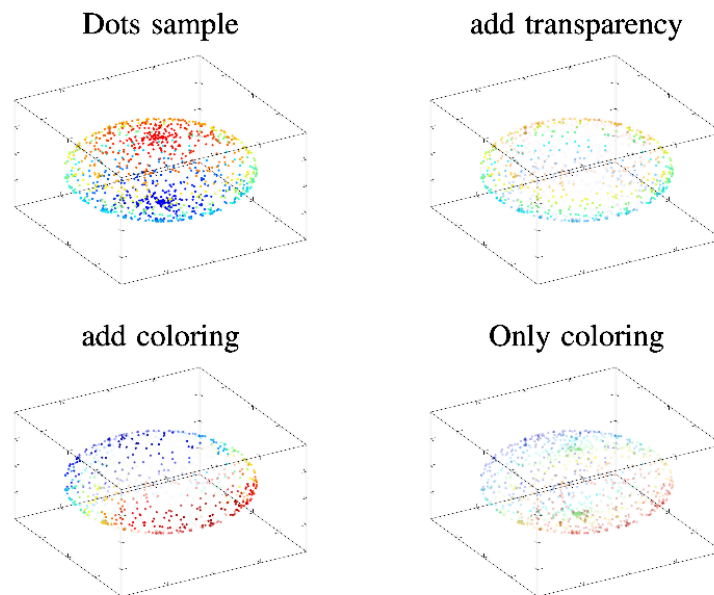 Dots sample
add transparency
add coloring
Only coloring